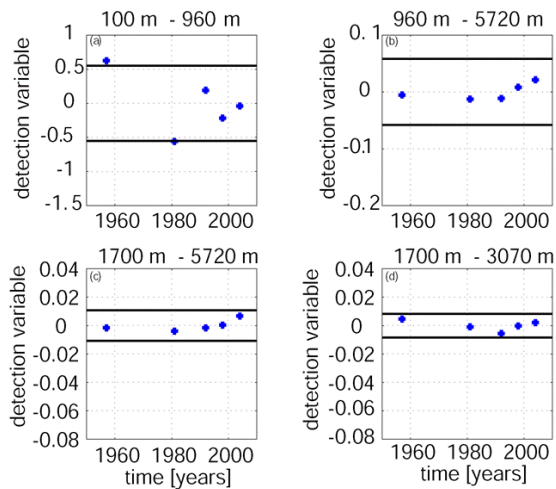 100 m - 960 m
(a)
detection variable
1
0.5
0
-0.5
-1
-1.5
1960 1980 2000
960 m - 5720 m
(b)
detection variable
0.1
0
-0.1
-0.2
1960 1980 2000
1700 m - 5720 m
(c)
detection variable
0.04
0.02
0
-0.02
-0.04
-0.06
-0.08
1960 1980 2000
time [years]
1700 m - 3070 m
(d)
detection variable
0.04
0.02
0
-0.02
-0.04
-0.06
-0.08
1960 1980 2000
time [years]